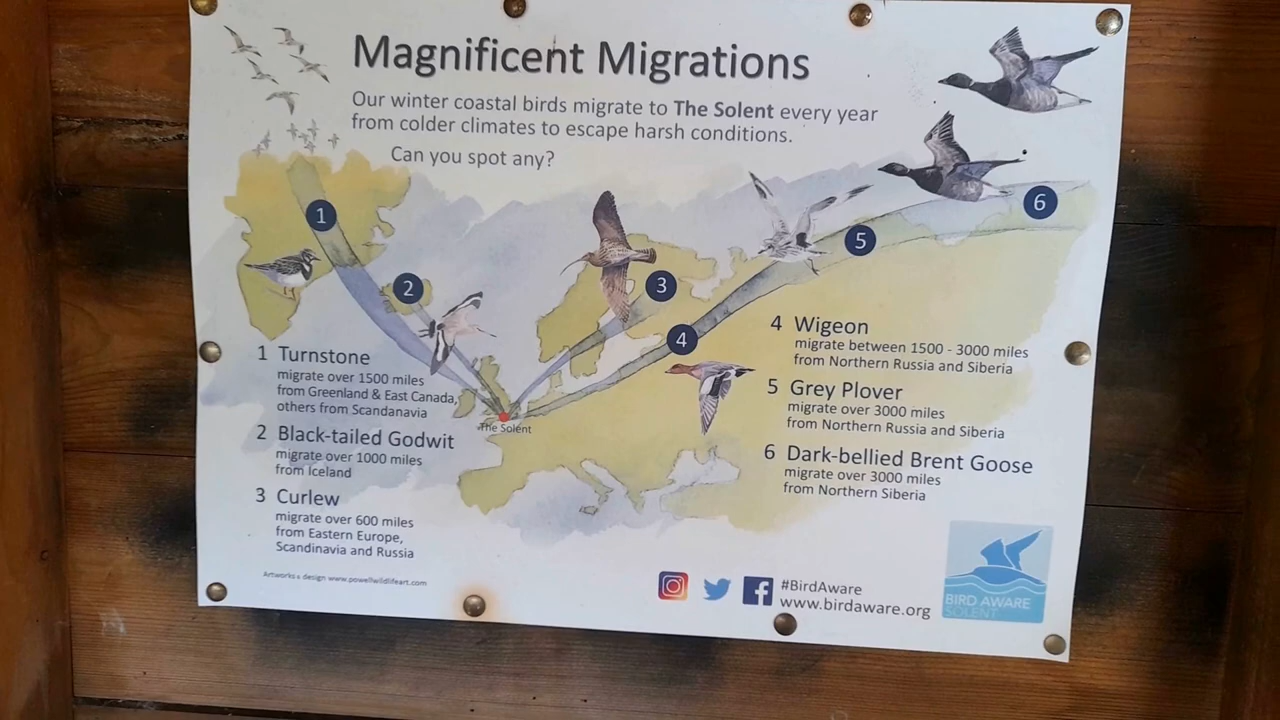 Magnificent Migrations
Our winter coastal birds migrate to The Solent every year
from colder climates to escape harsh conditions.
Can you spot any?
1
2
3
4
5
6
The Solent
1 Turnstone
migrate over 1500 miles
from Greenland & East Canada,
others from Scandanavia
2 Black-tailed Godwit
migrate over 1000 miles
from Iceland
3 Curlew
migrate over 600 miles
from Eastern Europe,
Scandinavia and Russia
4 Wigeon
migrate between 1500 - 3000 miles
from Northern Russia and Siberia
5 Grey Plover
migrate over 3000 miles
from Northern Russia and Siberia
6 Dark-bellied Brent Goose
migrate over 3000 miles
from Northern Siberia
Artworks & design www.powellwildlifeart.com
#BirdAware
www.birdaware.org
BIRD AWARE
SOLENT